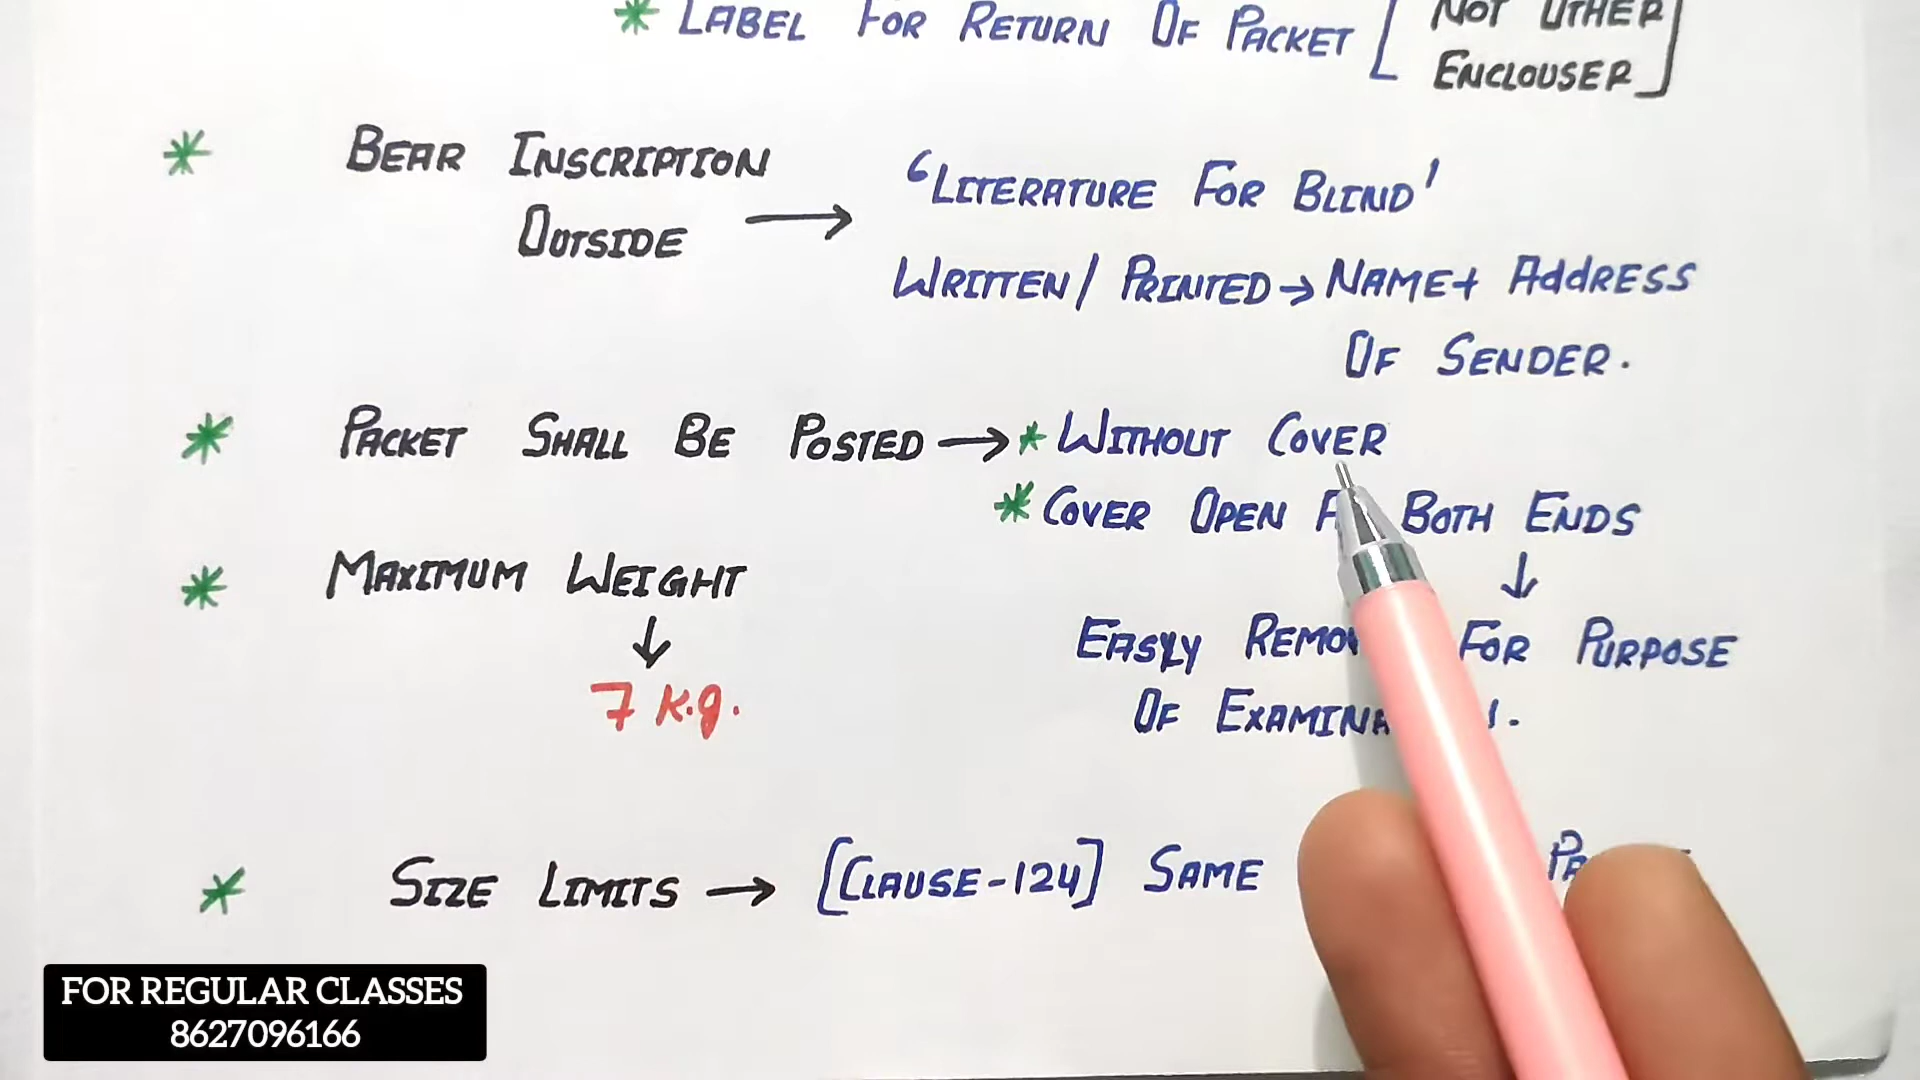 * LABEL FOR RETURN OF PACKET [ NOT OTHER
ENCLOUSER ]
* BEAR INSCRIPTION
OUTSIDE →
'LITERATURE FOR BLIND'
WRITTEN / PRINTED → NAME + ADDRESS
OF SENDER.
* PACKET SHALL BE POSTED → * WITHOUT COVER
* COVER OPEN BOTH ENDS
↓
EASLY FOR PURPOSE
OF
* MAXIMUM WEIGHT
↓
7 K.g.
* SIZE LIMITS → [CLAUSE-124] SAME
FOR REGULAR CLASSES
8627096166